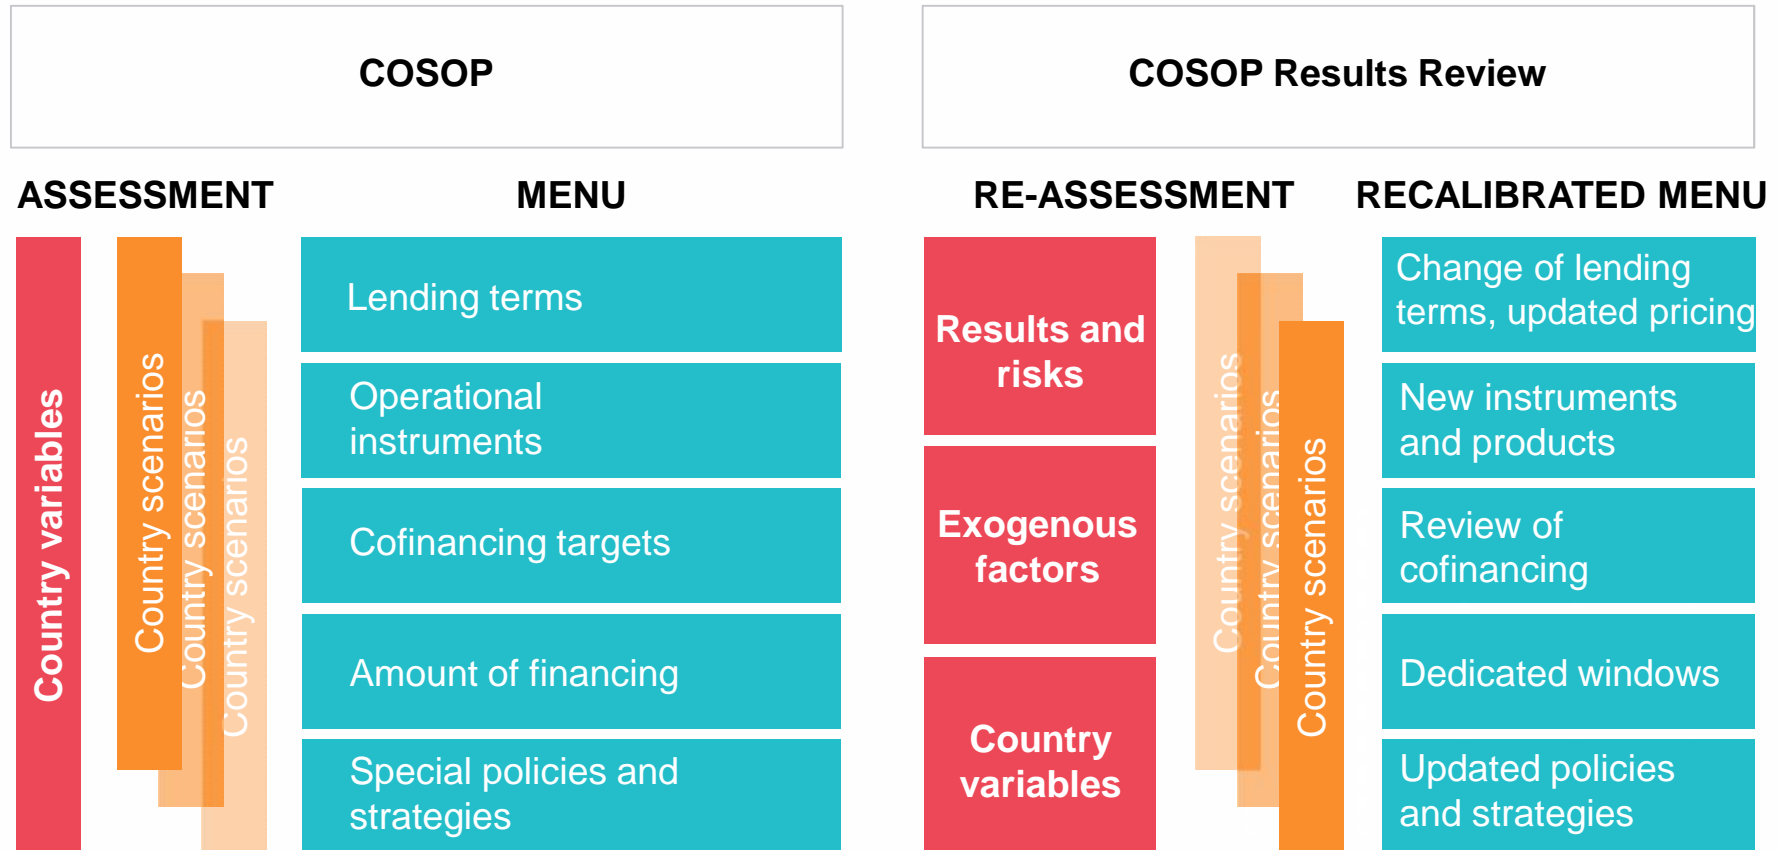 COSOP
ASSESSMENT
MENU
Country variables
Country scenarios
Country scenarios
Country scenarios
Lending terms
Operational
instruments
Cofinancing targets
Amount of financing
Special policies and
strategies
COSOP Results Review
RE-ASSESSMENT
RECALIBRATED MENU
Results and
risks
Exogenous
factors
Country
variables
Country scenarios
Country scenarios
Country scenarios
Change of lending
terms, updated pricing
New instruments
and products
Review of
cofinancing
Dedicated windows
Updated policies
and strategies